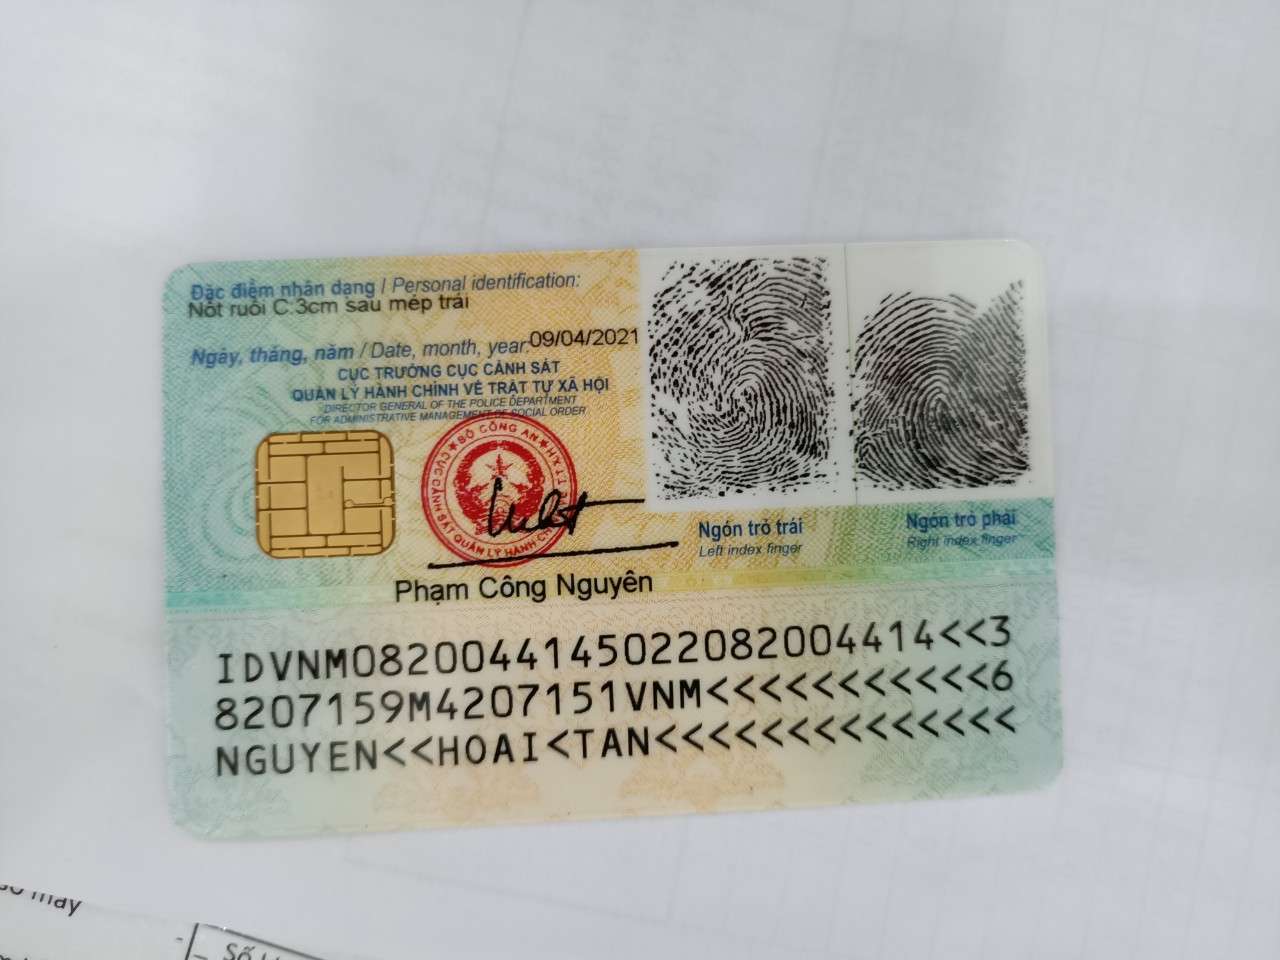 Đặc điểm nhân dạng / Personal identification:
Nốt ruồi C:3cm sau mép trái
Ngày, tháng, năm / Date, month, year: 09/04/2021
CỤC TRƯỞNG CỤC CẢNH SÁT
QUẢN LÝ HÀNH CHÍNH VỀ TRẬT TỰ XÃ HỘI
DIRECTOR GENERAL OF THE POLICE DEPARTMENT
FOR ADMINISTRATIVE MANAGEMENT OF SOCIAL ORDER
BỘ CÔNG AN
CỤC CẢNH SÁT QUẢN LÝ HÀNH
Phạm Công Nguyên
Ngón trỏ trái
Left index finger
Ngón trỏ phải
Right index finger
IDVNM0820044145022082004414<<3
8207159M4207151VNM<<<<<<<<<<<6
NGUYEN<<HOAI<TAN<<<<<<<<<<<<<<
máy
Số